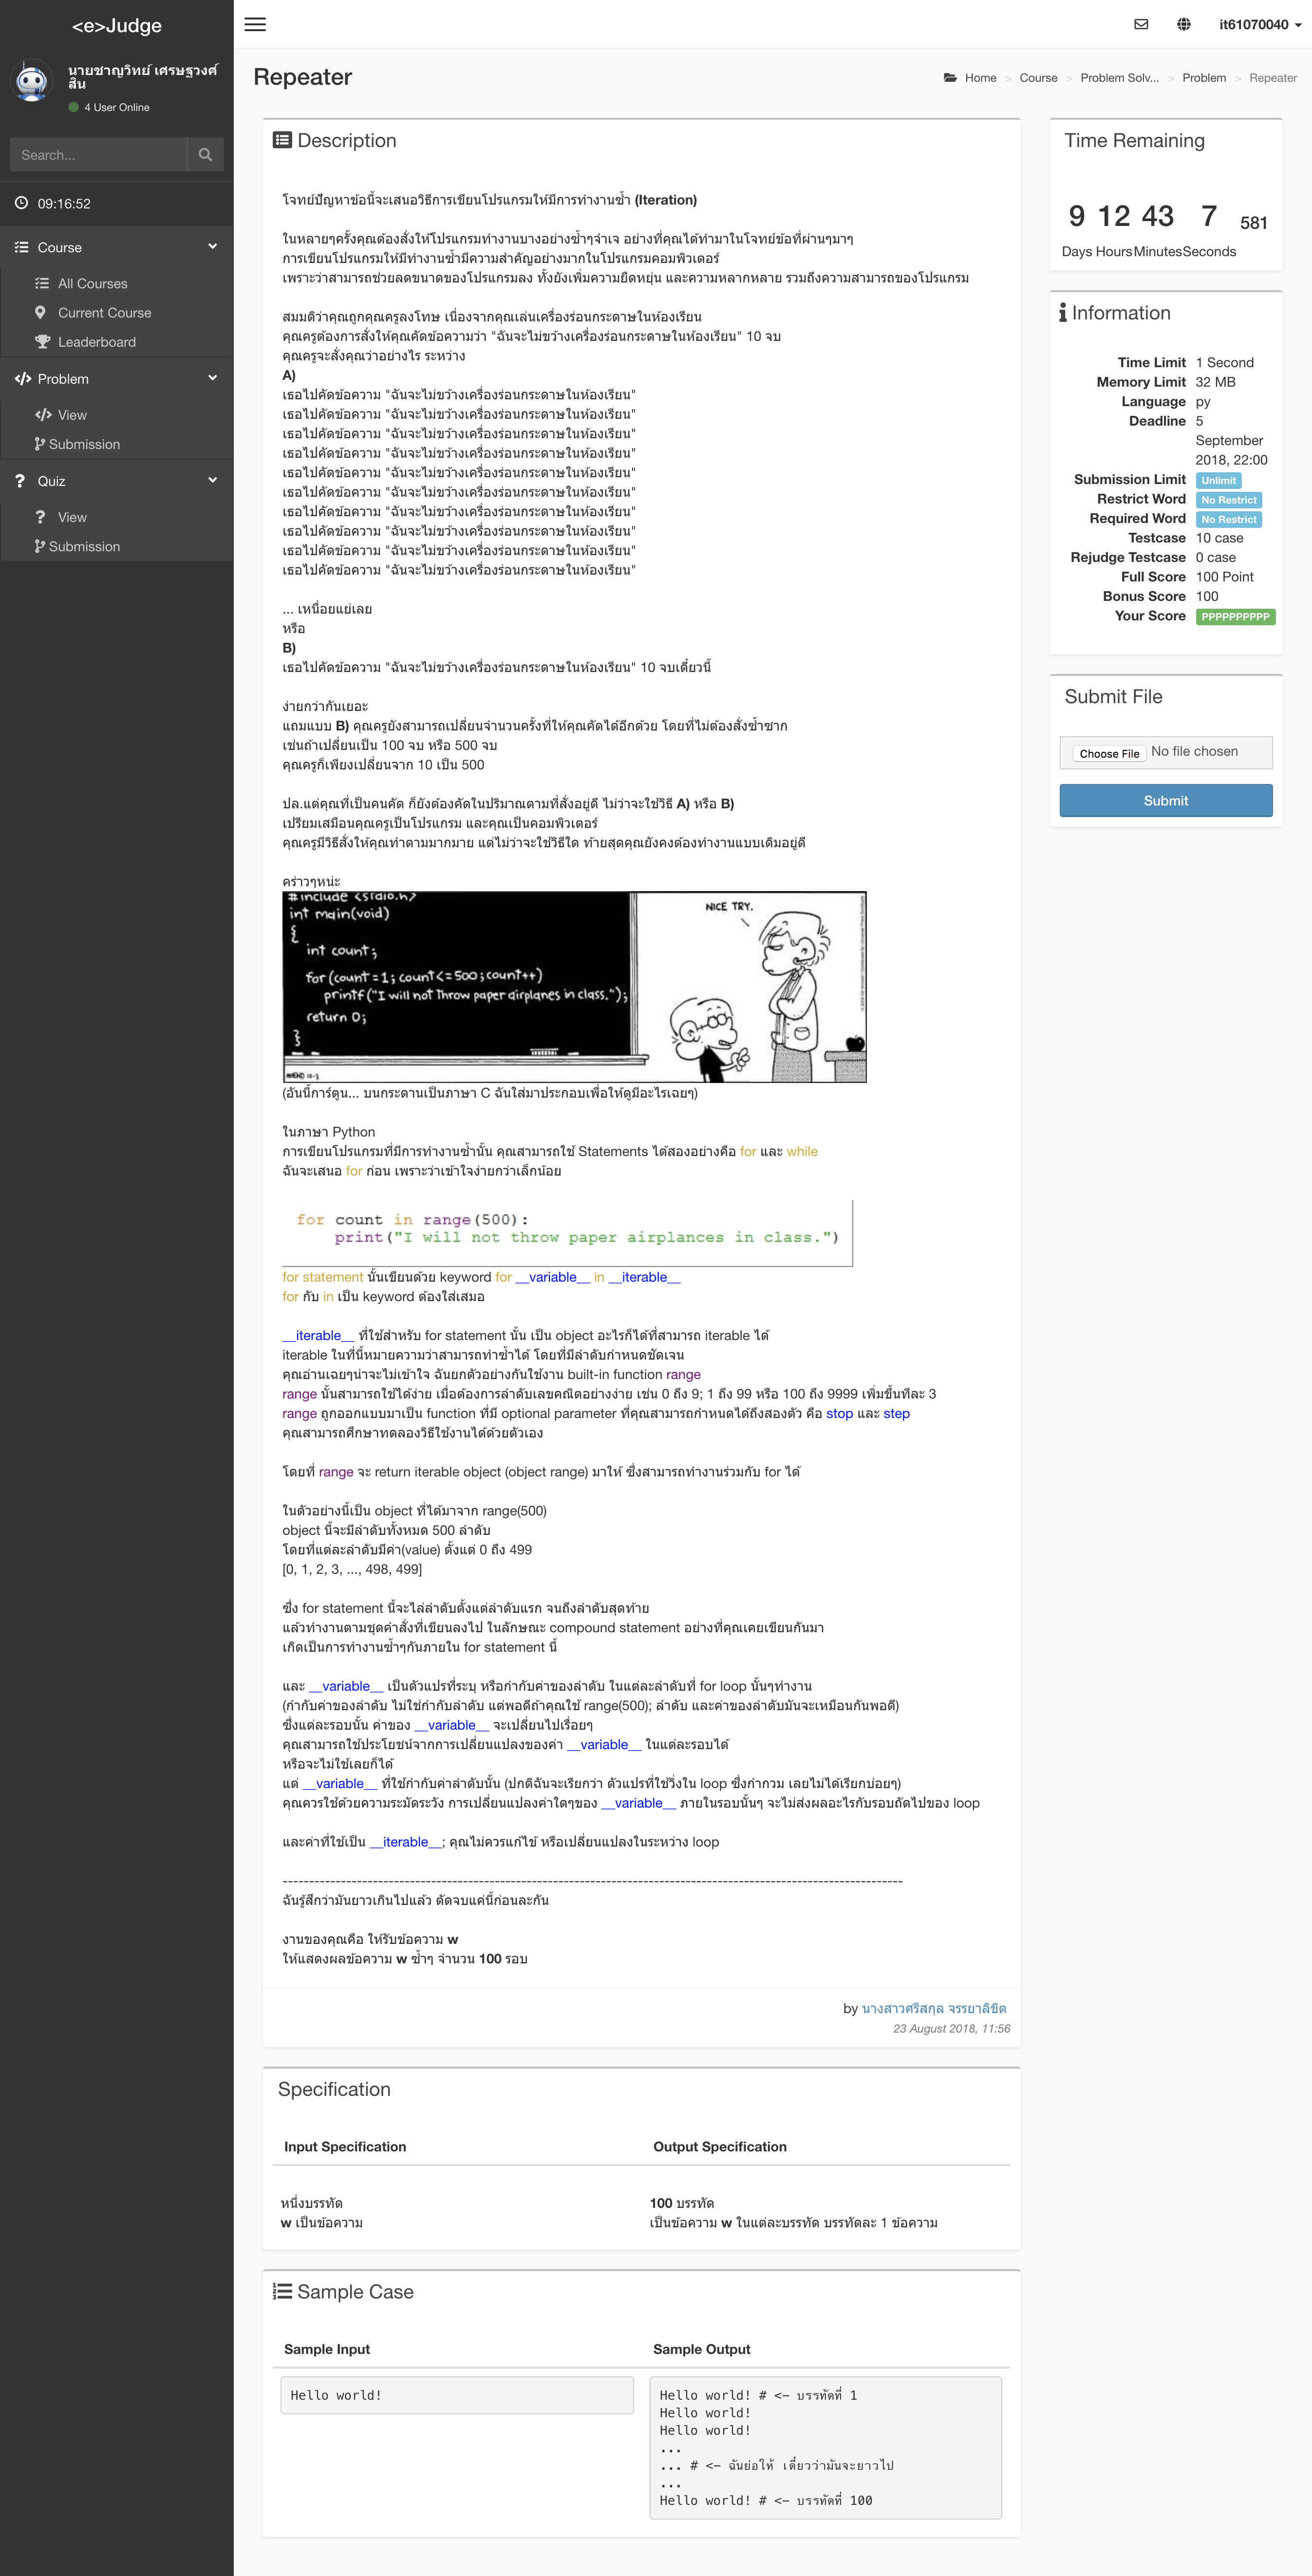 <e>Judge
it61070040
นายชาญวิทย์ เศรษฐวงศ์
สิน
4 User Online
Search...
09:16:52
Course
All Courses
Current Course
Leaderboard
Problem
View
Submission
Quiz
View
Submission
Repeater
Home > Course > Problem Solv... > Problem > Repeater
Description
โจทย์ปัญหาข้อนี้จะเสนอวิธีการเขียนโปรแกรมให้มีการทำงานซ้ำ (Iteration)
ในหลายๆครั้งคุณต้องสั่งให้โปรแกรมทำงานบางอย่างซ้ำๆจำเจ อย่างที่คุณได้ทำมาในโจทย์ข้อที่ผ่านๆมาๆ
การเขียนโปรแกรมให้มีทำงานซ้ำมีความสำคัญอย่างมากในโปรแกรมคอมพิวเตอร์
เพราะว่าสามารถช่วยลดขนาดของโปรแกรมลง ทั้งยังเพิ่มความยืดหยุ่น และความหลากหลาย รวมถึงความสามารถของโปรแกรม
สมมติว่าคุณถูกคุณครูลงโทษ เนื่องจากคุณเล่นเครื่องร่อนกระดาษในห้องเรียน
คุณครูต้องการสั่งให้คุณคัดข้อความว่า "ฉันจะไม่ขว้างเครื่องร่อนกระดาษในห้องเรียน" 10 จบ
คุณครูจะสั่งคุณว่าอย่างไร ระหว่าง
A)
เธอไปคัดข้อความ "ฉันจะไม่ขว้างเครื่องร่อนกระดาษในห้องเรียน"
เธอไปคัดข้อความ "ฉันจะไม่ขว้างเครื่องร่อนกระดาษในห้องเรียน"
เธอไปคัดข้อความ "ฉันจะไม่ขว้างเครื่องร่อนกระดาษในห้องเรียน"
เธอไปคัดข้อความ "ฉันจะไม่ขว้างเครื่องร่อนกระดาษในห้องเรียน"
เธอไปคัดข้อความ "ฉันจะไม่ขว้างเครื่องร่อนกระดาษในห้องเรียน"
เธอไปคัดข้อความ "ฉันจะไม่ขว้างเครื่องร่อนกระดาษในห้องเรียน"
เธอไปคัดข้อความ "ฉันจะไม่ขว้างเครื่องร่อนกระดาษในห้องเรียน"
เธอไปคัดข้อความ "ฉันจะไม่ขว้างเครื่องร่อนกระดาษในห้องเรียน"
เธอไปคัดข้อความ "ฉันจะไม่ขว้างเครื่องร่อนกระดาษในห้องเรียน"
เธอไปคัดข้อความ "ฉันจะไม่ขว้างเครื่องร่อนกระดาษในห้องเรียน"
... เหนื่อยแย่เลย
หรือ
B)
เธอไปคัดข้อความ "ฉันจะไม่ขว้างเครื่องร่อนกระดาษในห้องเรียน" 10 จบเดี๋ยวนี้
ง่ายกว่ากันเยอะ
แถมแบบ B) คุณครูยังสามารถเปลี่ยนจำนวนครั้งที่ให้คุณคัดได้อีกด้วย โดยที่ไม่ต้องสั่งซ้ำซาก
เช่นถ้าเปลี่ยนเป็น 100 จบ หรือ 500 จบ
คุณครูก็เพียงเปลี่ยนจาก 10 เป็น 500
ปล.แต่คุณที่เป็นคนคัด ก็ยังต้องคัดในปริมาณตามที่สั่งอยู่ดี ไม่ว่าจะใช้วิธี A) หรือ B)
เปรียมเสมือนคุณครูเป็นโปรแกรม และคุณเป็นคอมพิวเตอร์
คุณครูมีวิธีสั่งให้คุณทำตามมากมาย แต่ไม่ว่าจะใช้วิธีใด ท้ายสุดคุณยังคงต้องทำงานแบบเดิมอยู่ดี
คร่าวๆหน่ะ
#include <stdio.h>
int main(void)
{
int count;
for (count = 1; count <= 500; count++)
printf ("I will not throw paper airplanes in class.");
return 0;
}
NICE TRY.
AMEND 10-3
(อันนี้การ์ตูน... บนกระดานเป็นภาษา C ฉันใส่มาประกอบเพื่อให้ดูมีอะไรเฉยๆ)
ในภาษา Python
การเขียนโปรแกรมที่มีการทำงานซ้ำนั้น คุณสามารถใช้ Statements ได้สองอย่างคือ for และ while
ฉันจะเสนอ for ก่อน เพราะว่าเข้าใจง่ายกว่าเล็กน้อย
for count in range(500):
print("I will not throw paper airplances in class.")
for statement นั้นเขียนด้วย keyword for __variable__ in __iterable__
for กับ in เป็น keyword ต้องใส่เสมอ
__iterable__ ที่ใช้สำหรับ for statement นั้น เป็น object อะไรก็ได้ที่สามารถ iterable ได้
iterable ในที่นี้หมายความว่าสามารถทำซ้ำได้ โดยที่มีลำดับกำหนดชัดเจน
คุณอ่านเฉยๆน่าจะไม่เข้าใจ ฉันยกตัวอย่างกันใช้งาน built-in function range
range นั้นสามารถใช้ได้ง่าย เมื่อต้องการลำดับเลขคณิตอย่างง่าย เช่น 0 ถึง 9; 1 ถึง 99 หรือ 100 ถึง 9999 เพิ่มขึ้นทีละ 3
range ถูกออกแบบมาเป็น function ที่มี optional parameter ที่คุณสามารถกำหนดได้ถึงสองตัว คือ stop และ step
คุณสามารถศึกษาทดลองวิธีใช้งานได้ด้วยตัวเอง
โดยที่ range จะ return iterable object (object range) มาให้ ซึ่งสามารถทำงานร่วมกับ for ได้
ในตัวอย่างนี้เป็น object ที่ได้มาจาก range(500)
object นี้จะมีลำดับทั้งหมด 500 ลำดับ
โดยที่แต่ละลำดับมีค่า(value) ตั้งแต่ 0 ถึง 499
[0, 1, 2, 3, ..., 498, 499]
ซึ่ง for statement นี้จะไล่ลำดับตั้งแต่ลำดับแรก จนถึงลำดับสุดท้าย
แล้วทำงานตามชุดคำสั่งที่เขียนลงไป ในลักษณะ compound statement อย่างที่คุณเคยเขียนกันมา
เกิดเป็นการทำงานซ้ำๆกันภายใน for statement นี้
และ __variable__ เป็นตัวแปรที่ระบุ หรือกำกับค่าของลำดับ ในแต่ละลำดับที่ for loop นั้นๆทำงาน
(กำกับค่าของลำดับ ไม่ใช่กำกับลำดับ แต่พอดีถ้าคุณใช้ range(500); ลำดับ และค่าของลำดับมันจะเหมือนกันพอดี)
ซึ่งแต่ละรอบนั้น ค่าของ __variable__ จะเปลี่ยนไปเรื่อยๆ
คุณสามารถใช้ประโยชน์จากการเปลี่ยนแปลงของค่า __variable__ ในแต่ละรอบได้
หรือจะไม่ใช้เลยก็ได้
แต่ __variable__ ที่ใช้กำกับค่าลำดับนั้น (ปกติฉันจะเรียกว่า ตัวแปรที่ใช้วิ่งใน loop ซึ่งกำกวม เลยไม่ได้เรียกบ่อยๆ)
คุณควรใช้ด้วยความระมัดระวัง การเปลี่ยนแปลงค่าใดๆของ __variable__ ภายในรอบนั้นๆ จะไม่ส่งผลอะไรกับรอบถัดไปของ loop
และค่าที่ใช้เป็น __iterable__; คุณไม่ควรแก้ไข้ หรือเปลี่ยนแปลงในระหว่าง loop
--------------------------------------------------------------------------------------------------------------------
ฉันรู้สึกว่ามันยาวเกินไปแล้ว ตัดจบแค่นี้ก่อนละกัน
งานของคุณคือ ให้รับข้อความ w
ให้แสดงผลข้อความ w ซ้ำๆ จำนวน 100 รอบ
by นางสาวศรีสกุล จรรยาลิขิต
23 August 2018, 11:56
Time Remaining
9 12 43 7 581
Days Hours Minutes Seconds
Information
Time Limit 1 Second
Memory Limit 32 MB
Language py
Deadline 5
September
2018, 22:00
Submission Limit Unlimit
Restrict Word No Restrict
Required Word No Restrict
Testcase 10 case
Rejudge Testcase 0 case
Full Score 100 Point
Bonus Score 100
Your Score PPPPPPPPPP
Submit File
Choose File No file chosen
Submit
Specification
Input Specification
Output Specification
หนึ่งบรรทัด
w เป็นข้อความ
100 บรรทัด
เป็นข้อความ w ในแต่ละบรรทัด บรรทัดละ 1 ข้อความ
Sample Case
Sample Input
Sample Output
Hello world!
Hello world! # <- บรรทัดที่ 1
Hello world!
Hello world!
...
... # <- ฉันย่อให้ เดี๋ยวว่ามันจะยาวไป
...
Hello world! # <- บรรทัดที่ 100